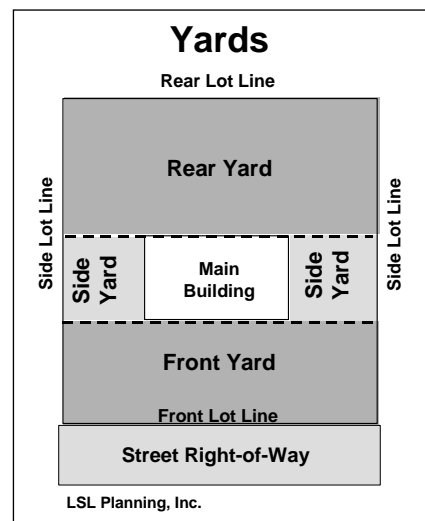 Yards
Rear Lot Line
Rear Yard
Side Lot Line
Side
Yard
Main
Building
Side
Yard
Side Lot Line
Front Yard
Front Lot Line
Street Right-of-Way
LSL Planning, Inc.